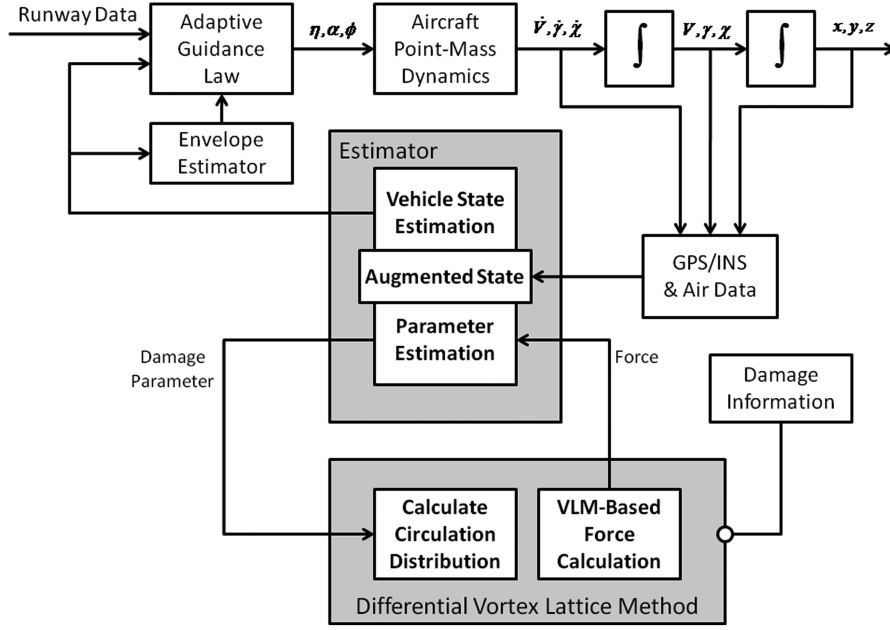 Runway Data
Adaptive
Guidance
Law
η, α, ϕ
Aircraft
Point-Mass
Dynamics
V̇, γ̇, χ̇
∫
V, γ, χ
∫
x, y, z
Envelope
Estimator
Estimator
Vehicle State
Estimation
Augmented State
Parameter
Estimation
GPS/INS
& Air Data
Damage
Parameter
Force
Damage
Information
Calculate
Circulation
Distribution
VLM-Based
Force
Calculation
Differential Vortex Lattice Method